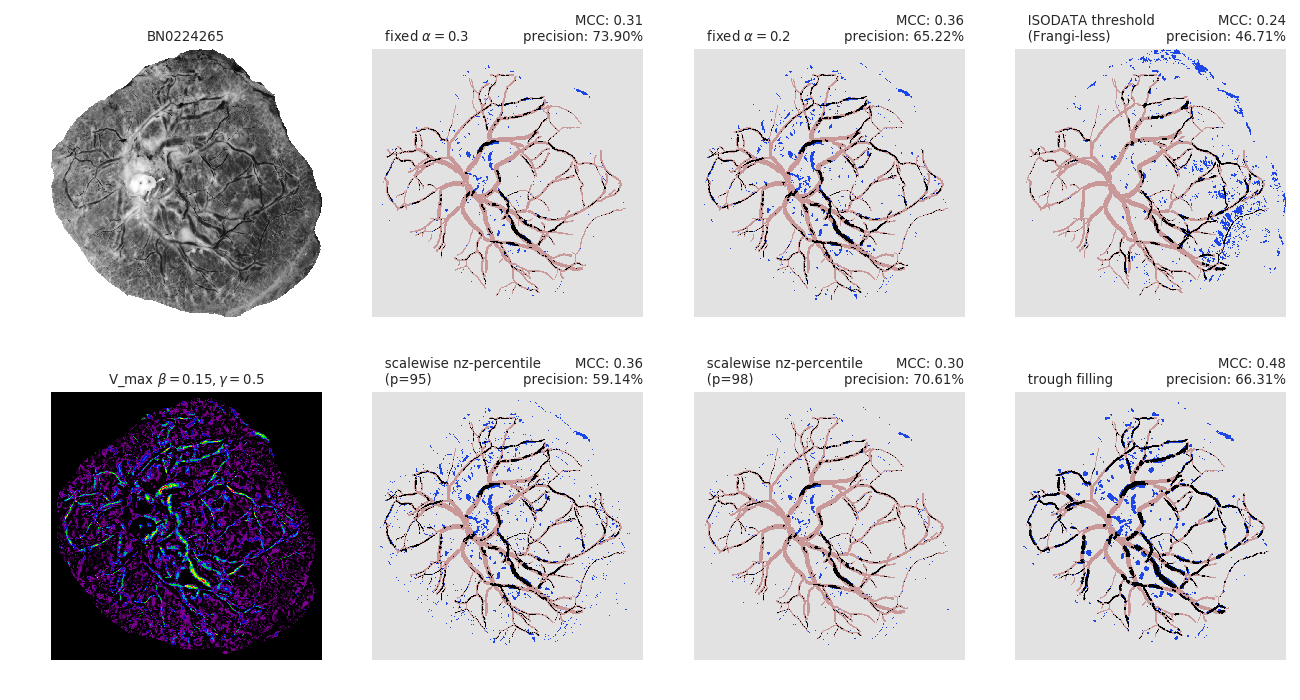 BN0224265
fixed α = 0.3
MCC: 0.31
precision: 73.90%
fixed α = 0.2
MCC: 0.36
precision: 65.22%
ISODATA threshold
(Frangi-less)
MCC: 0.24
precision: 46.71%
V_max β = 0.15, γ = 0.5
scalewise nz-percentile
(p=95)
MCC: 0.36
precision: 59.14%
scalewise nz-percentile
(p=98)
MCC: 0.30
precision: 70.61%
trough filling
MCC: 0.48
precision: 66.31%